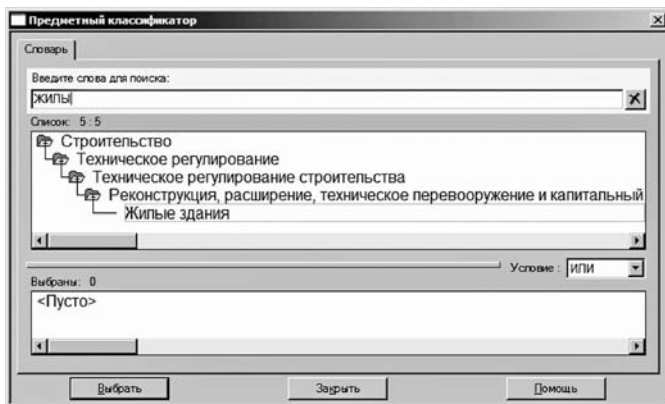 Предметный классификатор
Словарь
Введите слова для поиска:
жилы
Список: 5 : 5
Строительство
Техническое регулирование
Техническое регулирование строительства
Реконструкция, расширение, техническое перевооружение и капитальный
Жилые здания
Условие : ИЛИ
Выбраны: 0
<Пусто>
Выбрать Закрыть Помощь